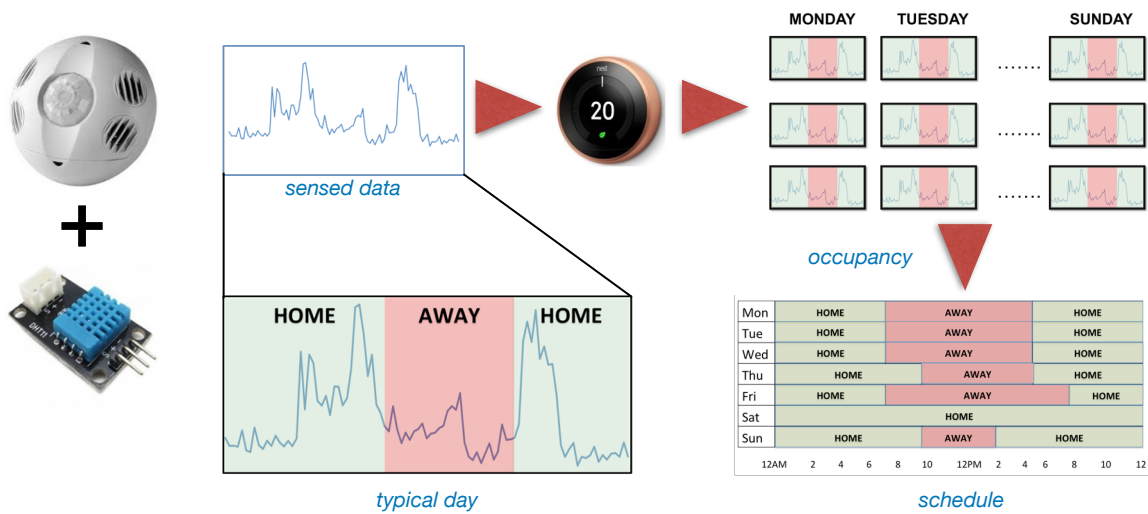 MONDAY TUESDAY SUNDAY
nest
20
.......
sensed data
.......
+
.......
occupancy
DHT11
HOME AWAY HOME
Mon HOME AWAY HOME
Tue HOME AWAY HOME
Wed HOME AWAY HOME
Thu HOME AWAY HOME
Fri HOME AWAY HOME
Sat HOME
Sun HOME AWAY HOME
12AM 2 4 6 8 10 12PM 2 4 6 8 10 12
typical day
schedule